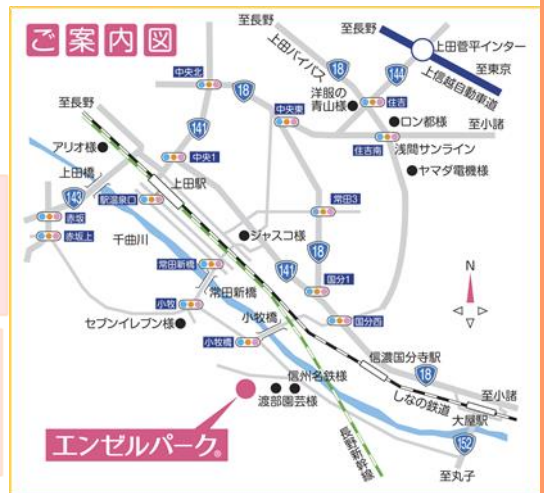 ご案内図
至長野
至長野
上田菅平インター
至東京
上信越自動車道
上田バイパス
18
144
中央北
18
洋服の
青山様
住吉
中央東
ロン都様
至小諸
至長野
141
住吉南
浅間サンライン
アリオ様
中央1
ヤマダ電機様
上田橋
上田駅
143
駅温泉口
赤坂
常田3
赤坂上
千曲川
ジャスコ様
18
常田新橋
141
国分1
常田新橋
小牧
小牧橋
国分西
セブンイレブン様
小牧橋
N
信濃国分寺駅
18
信州名鉄様
しなの鉄道
至小諸
渡部園芸様
大屋駅
エンゼルパーク®
長野新幹線
152
至丸子